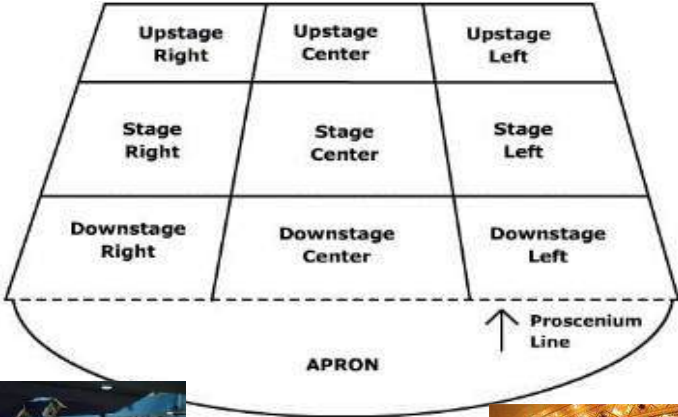 Upstage
Right
Upstage
Center
Upstage
Left
Stage
Right
Stage
Center
Stage
Left
Downstage
Right
Downstage
Center
Downstage
Left
Proscenium
Line
APRON